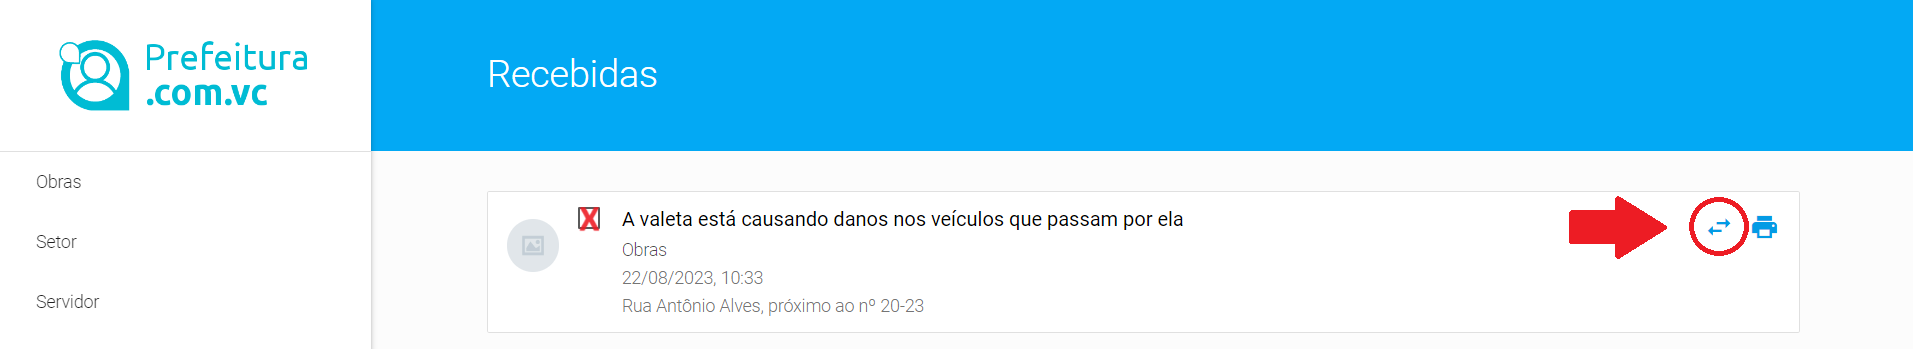 Prefeitura
.com.vc
Recebidas
Obras
Setor
Servidor
A valeta está causando danos nos veículos que passam por ela
Obras
22/08/2023, 10:33
Rua Antônio Alves, próximo ao nº 20-23